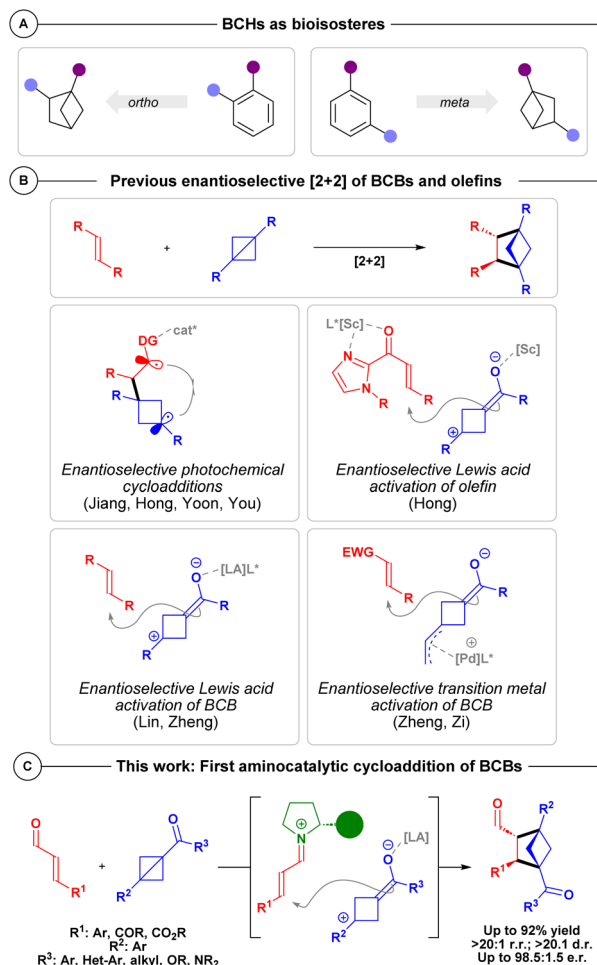 A
BCHs as bioisosteres
ortho
meta
B
Previous enantioselective [2+2] of BCBs and olefins
R
R
+
R
R
[2+2]
R
R
R
R
DG
cat*
R
R
L*[Sc]
O
N
N
R
R
O
[Sc]
R
R
Enantioselective photochemical
cycloadditions
(Jiang, Hong, Yoon, You)
Enantioselective Lewis acid
activation of olefin
(Hong)
R
R
O
[LA]L*
R
R
EWG
R
O
R
[Pd]L*
Enantioselective Lewis acid
activation of BCB
(Lin, Zheng)
Enantioselective transition metal
activation of BCB
(Zheng, Zi)
C
This work: First aminocatalytic cycloaddition of BCBs
O
R1
+
O
R3
R2
N
R1
O
[LA]
R3
R2
O
R2
R1
R3
O
R1: Ar, COR, CO2R
R2: Ar
R3: Ar, Het-Ar, alkyl, OR, NR2
Up to 92% yield
>20:1 r.r.; >20.1 d.r.
Up to 98.5:1.5 e.r.